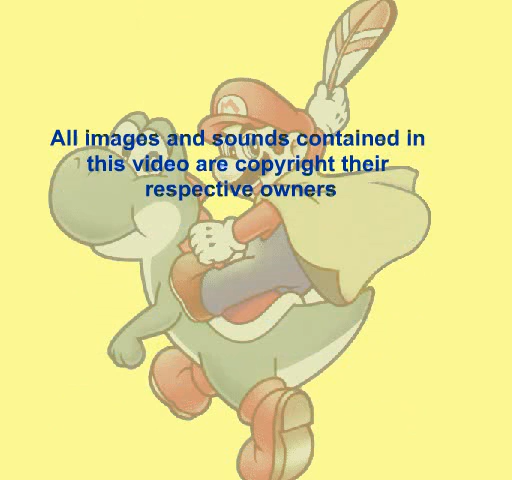 All images and sounds contained in
this video are copyright their
respective owners